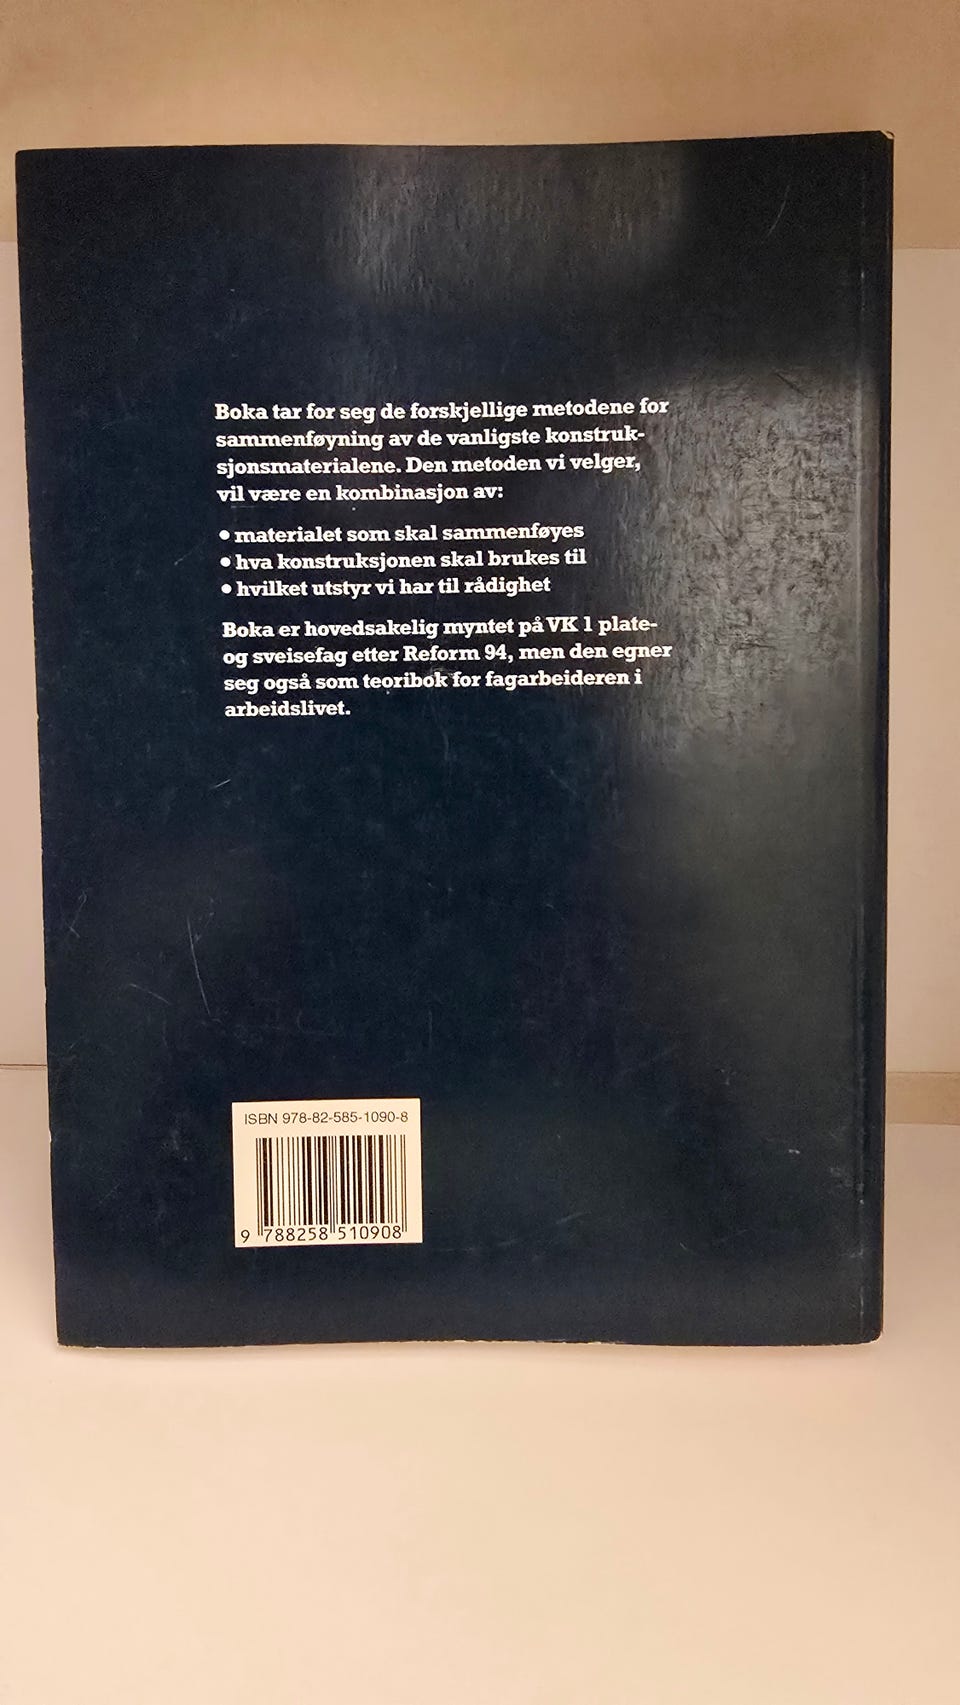 Boka tar for seg de forskjellige metodene for
sammenføyning av de vanligste konstruk-
sjonsmaterialene. Den metoden vi velger,
vil være en kombinasjon av:
• materialet som skal sammenføyes
• hva konstruksjonen skal brukes til
• hvilket utstyr vi har til rådighet
Boka er hovedsakelig myntet på VK 1 plate-
og sveisefag etter Reform 94, men den egner
seg også som teoribok for fagarbeideren i
arbeidslivet.
ISBN 978-82-585-1090-8
9 788258 510908